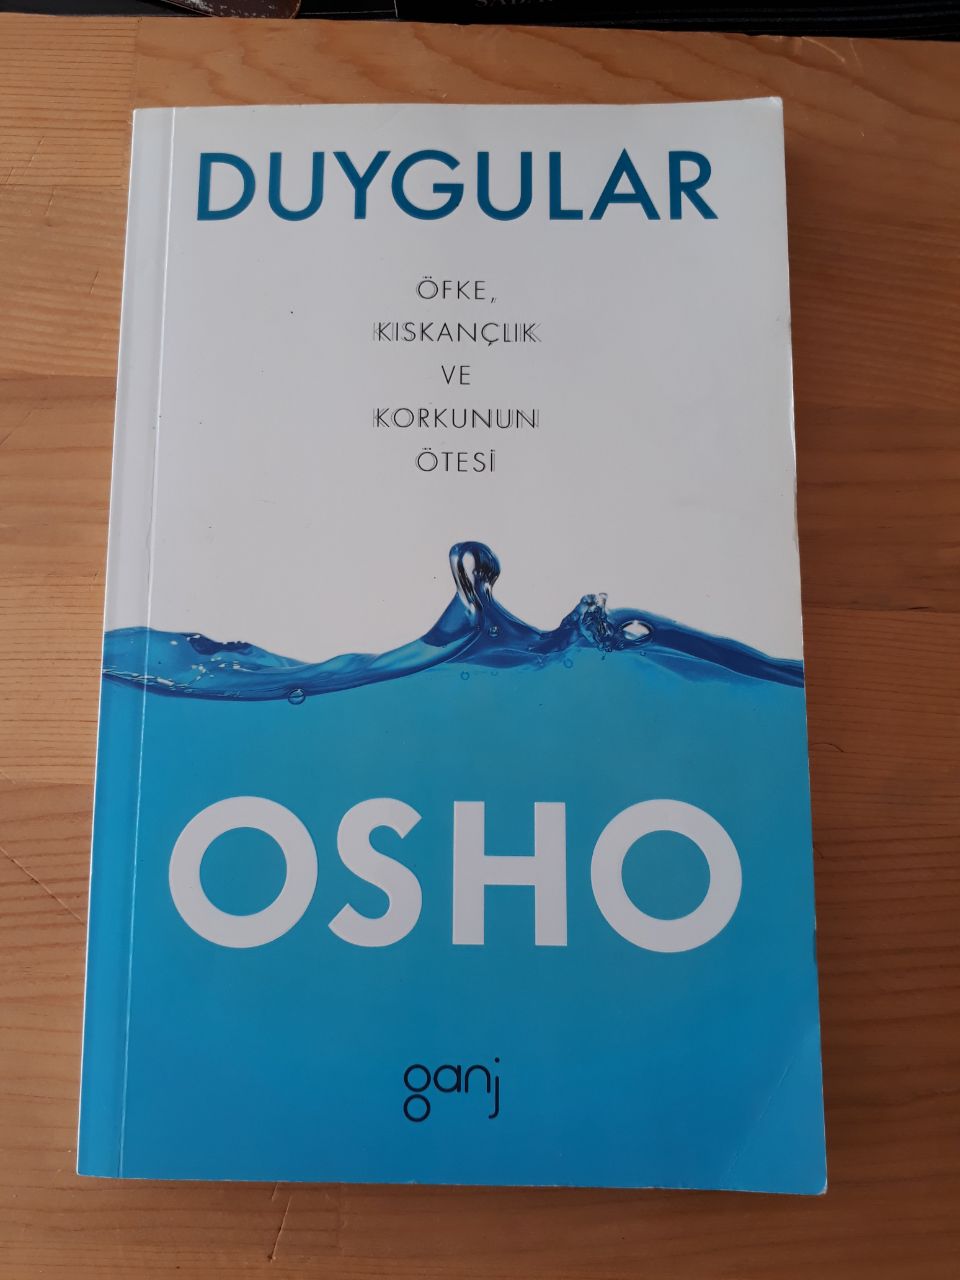 DUYGULAR
ÖFKE,
KISKANÇLIK
VE
KORKUNUN
ÖTESİ
OSHO
ganj